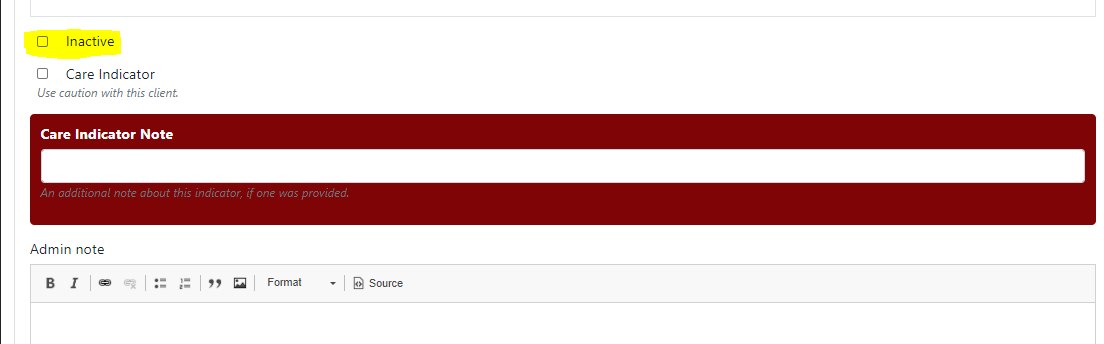 Inactive
Care Indicator
Use caution with this client.
Care Indicator Note
An additional note about this indicator, if one was provided.
Admin note
B I Format Source